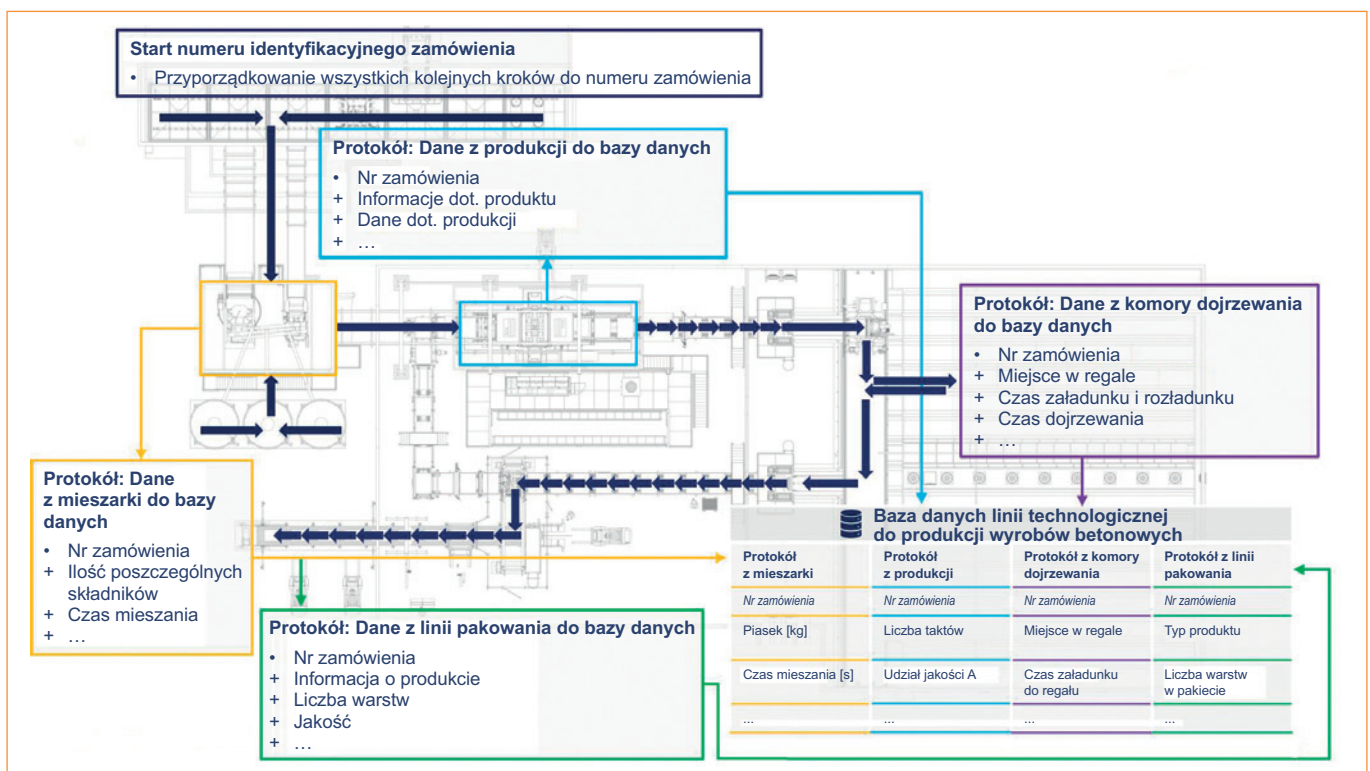 Start numeru identyfikacyjnego zamówienia
• Przyporządkowanie wszystkich kolejnych kroków do numeru zamówienia
Protokół: Dane z produkcji do bazy danych
• Nr zamówienia
+ Informacje dot. produktu
+ Dane dot. produkcji
+ …
Protokół: Dane z komory dojrzewania
do bazy danych
• Nr zamówienia
+ Miejsce w regale
+ Czas załadunku i rozładunku
+ Czas dojrzewania
+ …
Protokół: Dane
z mieszarki do bazy
danych
• Nr zamówienia
+ Ilość poszczególnych
składników
+ Czas mieszania
+ …
Protokół: Dane z linii pakowania do bazy danych
• Nr zamówienia
+ Informacja o produkcie
+ Liczba warstw
+ Jakość
+ …
Baza danych linii technologicznej
do produkcji wyrobów betonowych
Protokół Protokół Protokół z komory Protokół z linii
z mieszarki z produkcji dojrzewania pakowania
Nr zamówienia Nr zamówienia Nr zamówienia Nr zamówienia
Piasek [kg] Liczba taktów Miejsce w regale Typ produktu
Czas mieszania [s] Udział jakości A Czas załadunku Liczba warstw
do regału w pakiecie
... ... ... ...